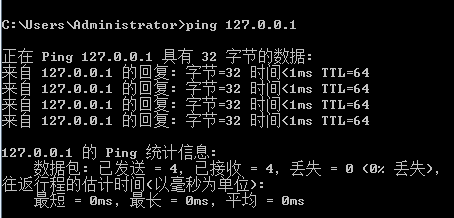 C:\Users\Administrator>ping 127.0.0.1
正在 Ping 127.0.0.1 具有 32 字节的数据:
来自 127.0.0.1 的回复: 字节=32 时间<1ms TTL=64
来自 127.0.0.1 的回复: 字节=32 时间<1ms TTL=64
来自 127.0.0.1 的回复: 字节=32 时间<1ms TTL=64
来自 127.0.0.1 的回复: 字节=32 时间<1ms TTL=64
127.0.0.1 的 Ping 统计信息:
数据包: 已发送 = 4, 已接收 = 4, 丢失 = 0 (0% 丢失),
往返行程的估计时间(以毫秒为单位):
最短 = 0ms, 最长 = 0ms, 平均 = 0ms